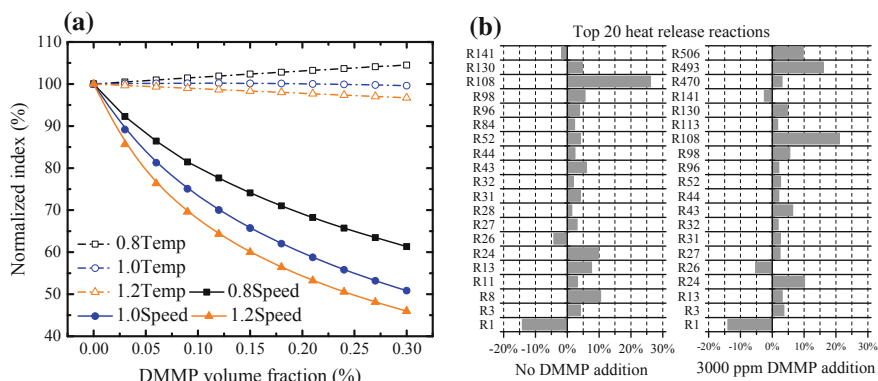 (a)
110
100
90
80
70
60
50
40
Normalized index (%)
0.8Temp
1.0Temp
1.2Temp
0.8Speed
1.0Speed
1.2Speed
0.00 0.05 0.10 0.15 0.20 0.25 0.30
DMMP volume fraction (%)
(b)
Top 20 heat release reactions
R141
R130
R108
R98
R96
R84
R52
R44
R43
R32
R31
R28
R27
R26
R24
R13
R11
R8
R3
R1
-20% -10% 0% 10% 20% 30%
No DMMP addition
R506
R493
R470
R141
R130
R113
R108
R98
R96
R52
R44
R43
R32
R31
R27
R26
R24
R13
R3
R1
-20% -10% 0% 10% 20% 30%
3000 ppm DMMP addition